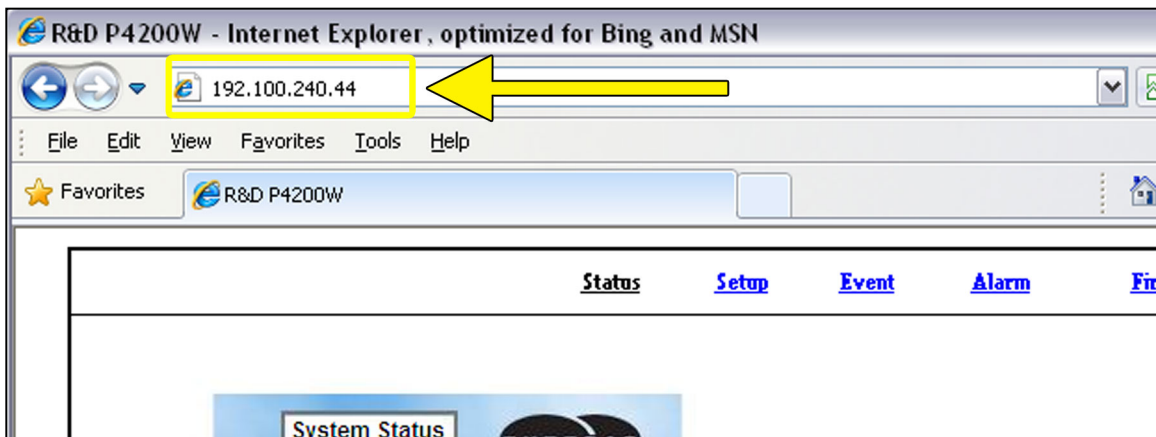 R&D P4200W - Internet Explorer, optimized for Bing and MSN
192.100.240.44
File Edit View Favorites Tools Help
Favorites R&D P4200W
Status Setup Event Alarm
System Status